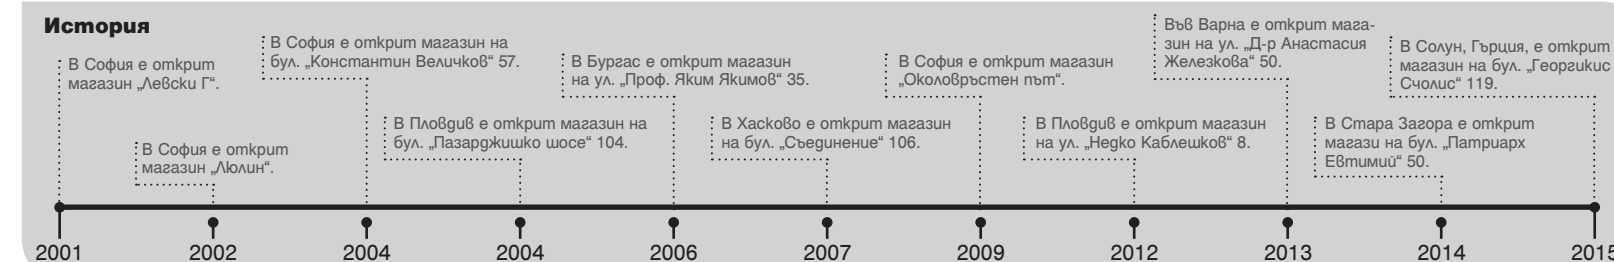 История
В София е открит
магазин „Левски Г“.
В София е открит
магазин „Люлин“.
В София е открит магазин на
бул. „Константин Величков“ 57.
В Пловдив е открит магазин на
бул. „Пазарджишко шосе“ 104.
В Бургас е открит магазин
на ул. „Проф. Яким Якимов“ 35.
В Хасково е открит магазин
на бул. „Съединение“ 106.
В София е открит магазин
„Околовръстен път“.
В Пловдив е открит магазин
на ул. „Недко Каблешков“ 8.
Във Варна е открит мага-
зин на ул. „Д-р Анастасия
Железкова“ 50.
В Стара Загора е открит
магази на бул. „Патриарх
Евтимий“ 50.
В Солун, Гърция, е открит
магазин на бул. „Георгикис
Счолис“ 119.
2001 2002 2004 2004 2006 2007 2009 2012 2013 2014 2015